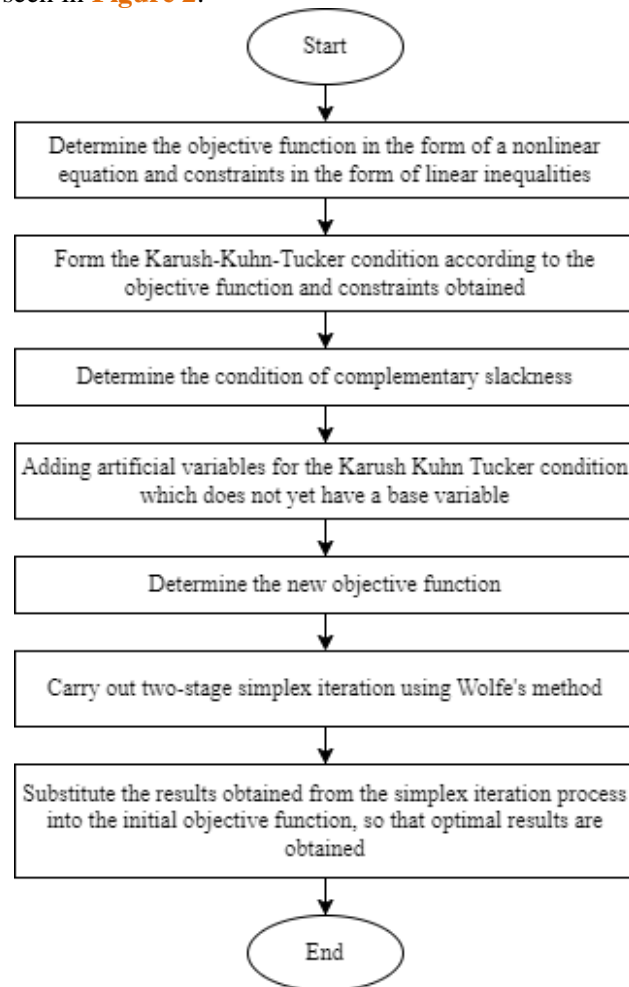 seen in Figure 2.
Start
Determine the objective function in the form of a nonlinear
equation and constraints in the form of linear inequalities
Form the Karush-Kuhn-Tucker condition according to the
objective function and constraints obtained
Determine the condition of complementary slackness
Adding artificial variables for the Karush Kuhn Tucker condition
which does not yet have a base variable
Determine the new objective function
Carry out two-stage simplex iteration using Wolfe's method
Substitute the results obtained from the simplex iteration process
into the initial objective function, so that optimal results are
obtained
End